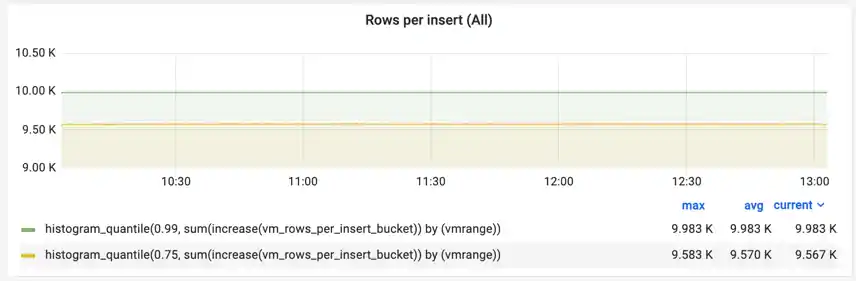 Rows per insert (All)
10.50 K
10.00 K
9.50 K
9.00 K
10:30 11:00 11:30 12:00 12:30 13:00
max avg current
histogram_quantile(0.99, sum(increase(vm_rows_per_insert_bucket)) by (vmrange)) 9.983 K 9.983 K 9.983 K
histogram_quantile(0.75, sum(increase(vm_rows_per_insert_bucket)) by (vmrange)) 9.583 K 9.570 K 9.567 K